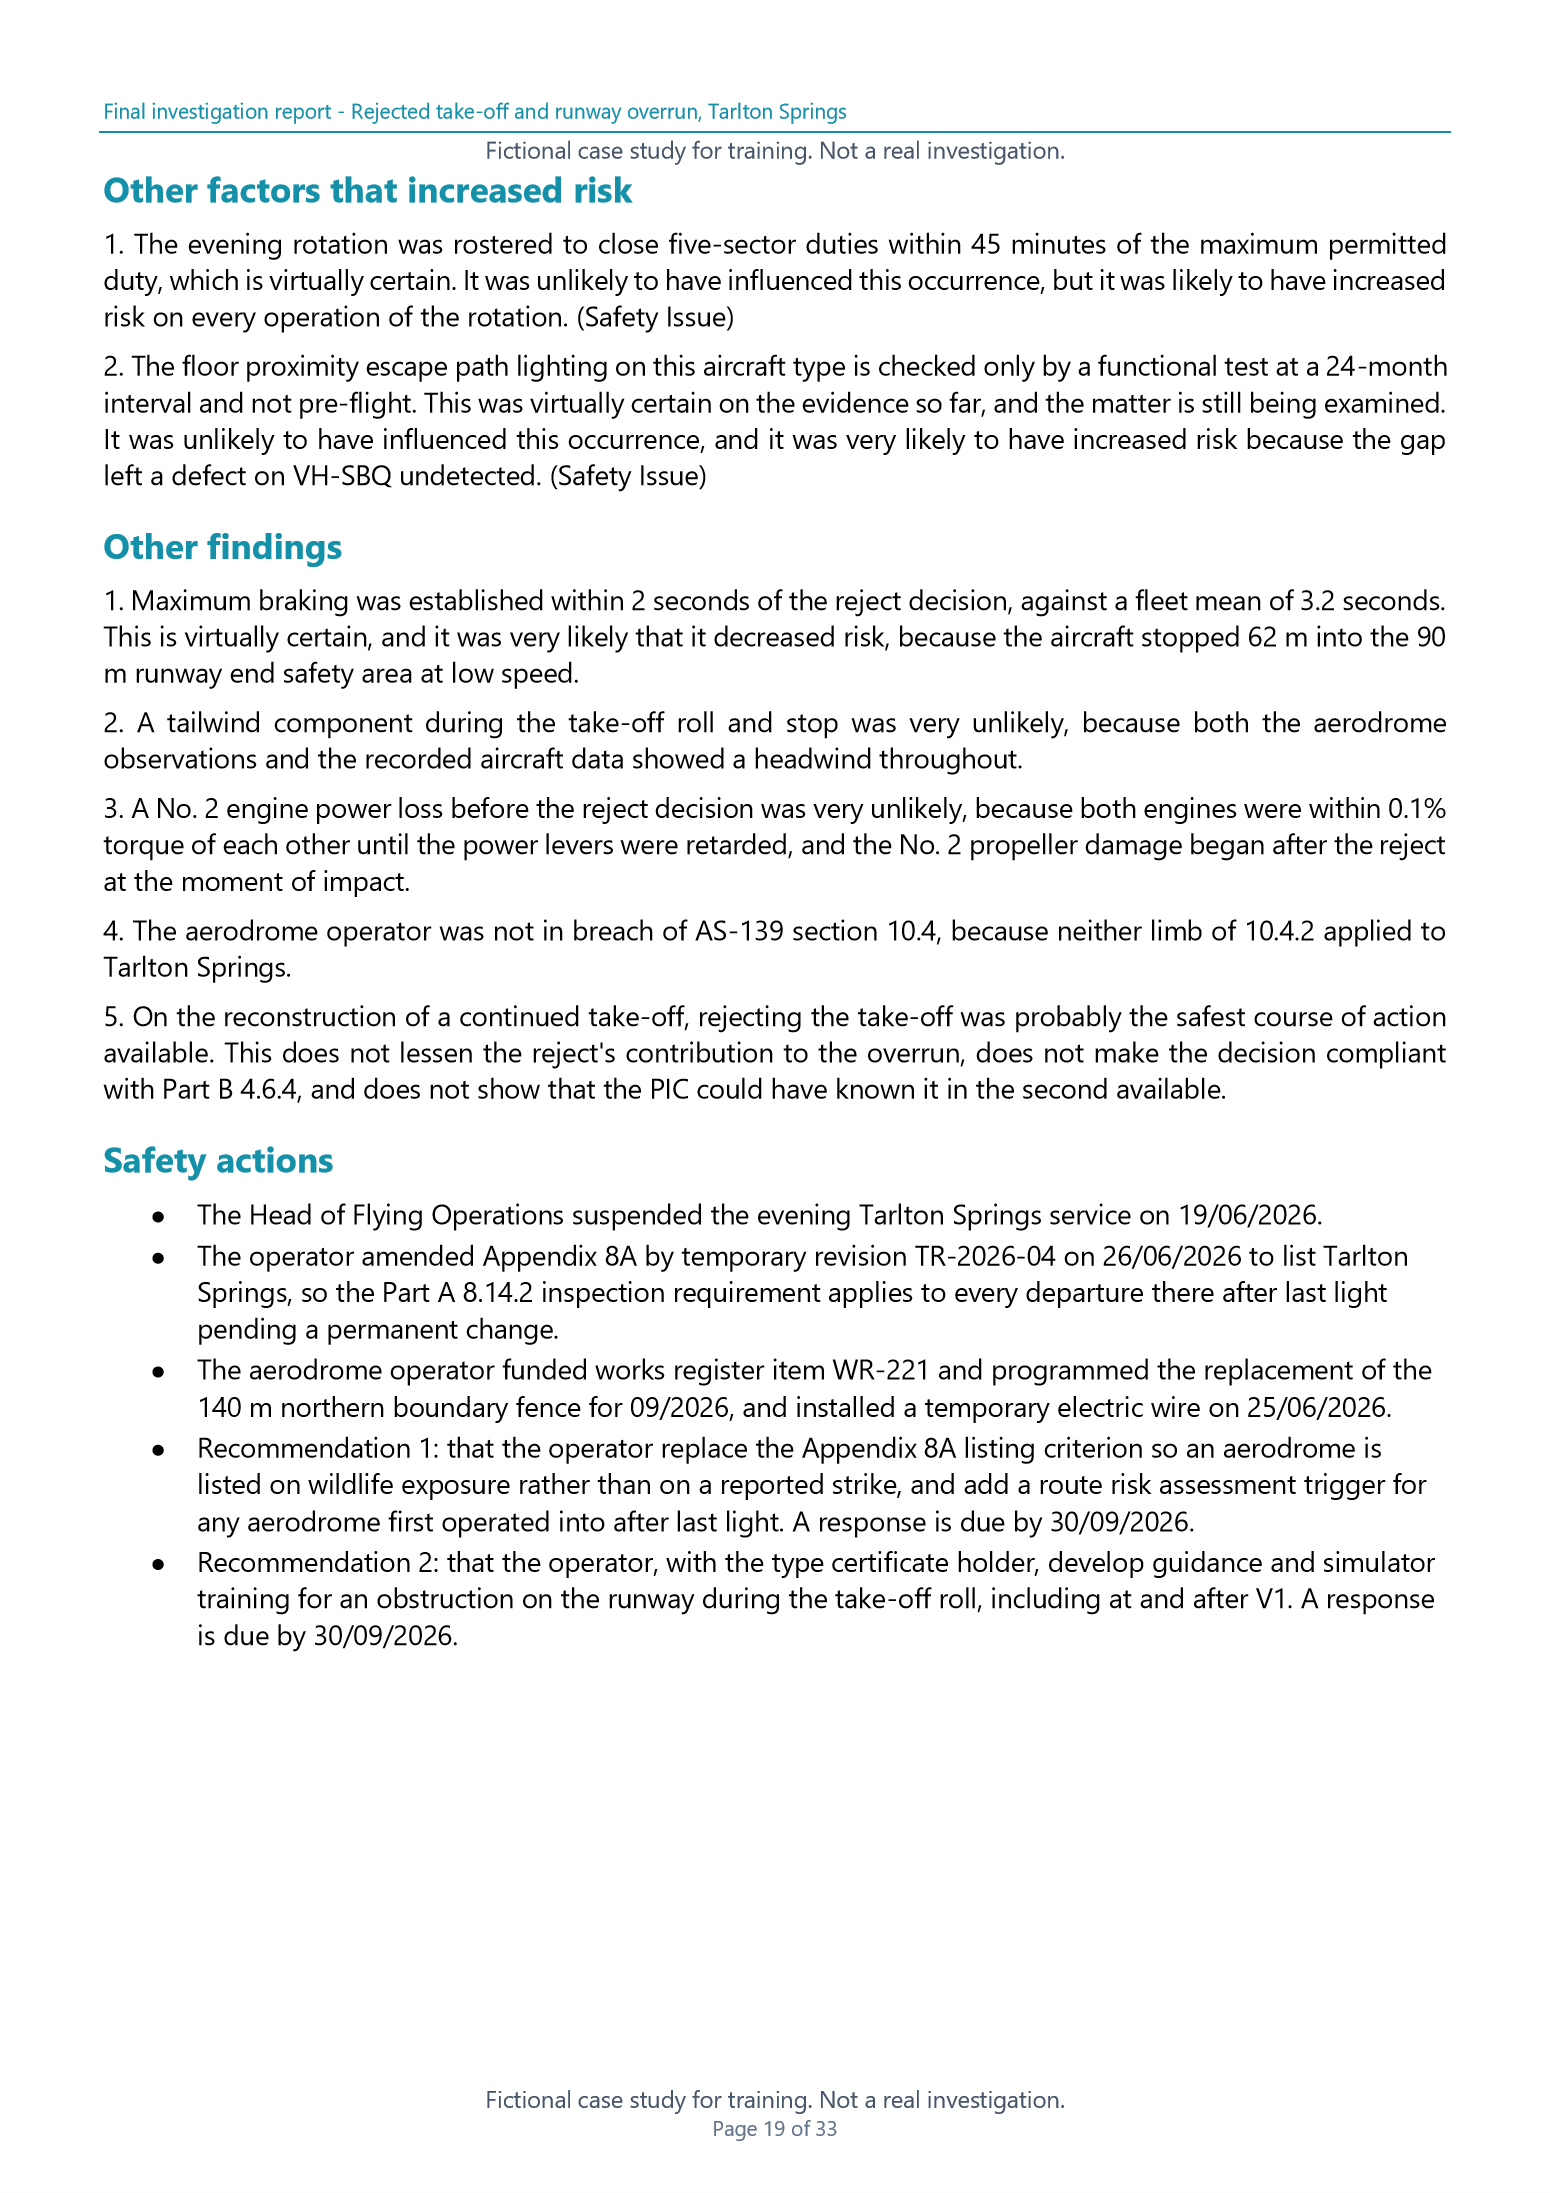 Final investigation report - Rejected take-off and runway overrun, Tarlton Springs
Fictional case study for training. Not a real investigation.
Other factors that increased risk
1. The evening rotation was rostered to close five-sector duties within 45 minutes of the maximum permitted
duty, which is virtually certain. It was unlikely to have influenced this occurrence, but it was likely to have increased
risk on every operation of the rotation. (Safety Issue)
2. The floor proximity escape path lighting on this aircraft type is checked only by a functional test at a 24-month
interval and not pre-flight. This was virtually certain on the evidence so far, and the matter is still being examined.
It was unlikely to have influenced this occurrence, and it was very likely to have increased risk because the gap
left a defect on VH-SBQ undetected. (Safety Issue)
Other findings
1. Maximum braking was established within 2 seconds of the reject decision, against a fleet mean of 3.2 seconds.
This is virtually certain, and it was very likely that it decreased risk, because the aircraft stopped 62 m into the 90
m runway end safety area at low speed.
2. A tailwind component during the take-off roll and stop was very unlikely, because both the aerodrome
observations and the recorded aircraft data showed a headwind throughout.
3. A No. 2 engine power loss before the reject decision was very unlikely, because both engines were within 0.1%
torque of each other until the power levers were retarded, and the No. 2 propeller damage began after the reject
at the moment of impact.
4. The aerodrome operator was not in breach of AS-139 section 10.4, because neither limb of 10.4.2 applied to
Tarlton Springs.
5. On the reconstruction of a continued take-off, rejecting the take-off was probably the safest course of action
available. This does not lessen the reject's contribution to the overrun, does not make the decision compliant
with Part B 4.6.4, and does not show that the PIC could have known it in the second available.
Safety actions
● The Head of Flying Operations suspended the evening Tarlton Springs service on 19/06/2026.
● The operator amended Appendix 8A by temporary revision TR-2026-04 on 26/06/2026 to list Tarlton
Springs, so the Part A 8.14.2 inspection requirement applies to every departure there after last light
pending a permanent change.
● The aerodrome operator funded works register item WR-221 and programmed the replacement of the
140 m northern boundary fence for 09/2026, and installed a temporary electric wire on 25/06/2026.
● Recommendation 1: that the operator replace the Appendix 8A listing criterion so an aerodrome is
listed on wildlife exposure rather than on a reported strike, and add a route risk assessment trigger for
any aerodrome first operated into after last light. A response is due by 30/09/2026.
● Recommendation 2: that the operator, with the type certificate holder, develop guidance and simulator
training for an obstruction on the runway during the take-off roll, including at and after V1. A response
is due by 30/09/2026.
Fictional case study for training. Not a real investigation.
Page 19 of 33